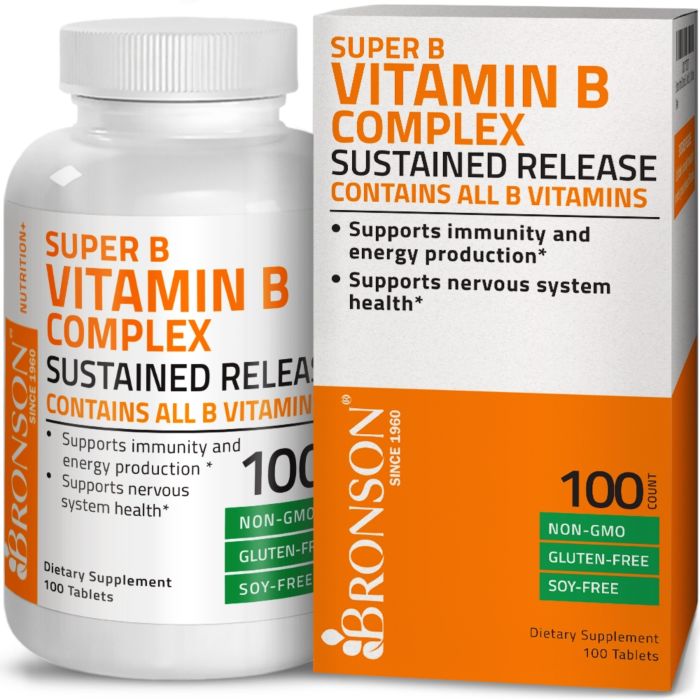 NUTRITION+
BRONSON®
SINCE 1960
SUPER B
VITAMIN B
COMPLEX
SUSTAINED RELEAS
CONTAINS ALL B VITAMIN
• Supports immunity and
energy production *
• Supports nervous
system health*
100
NON-GMO
GLUTEN-FR
SOY-FREE
Dietary Supplement
100 Tablets
SUPER B
VITAMIN B
COMPLEX
SUSTAINED RELEASE
CONTAINS ALL B VITAMINS
• Supports immunity and
energy production*
• Supports nervous system
health*
BRONSON®
SINCE 1960
100 COUNT
NON-GMO
GLUTEN-FREE
SOY-FREE
Dietary Supplement
100 Tablets